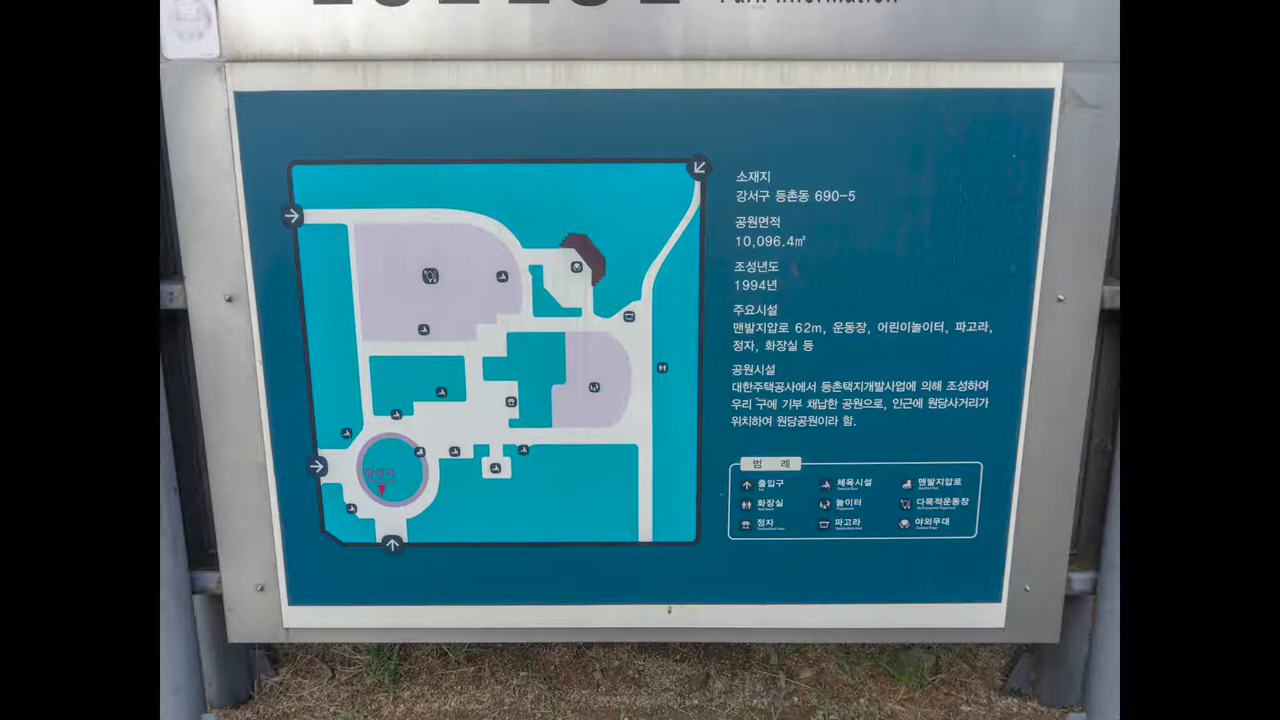 Park Information
소재지
강서구 등촌동 690-5
공원면적
10,096.4㎡
조성년도
1994년
주요시설
맨발지압로 62m, 운동장, 어린이놀이터, 파고라,
정자, 화장실 등
공원시설
대한주택공사에서 등촌택지개발사업에 의해 조성하여
우리 구에 기부 채납한 공원으로, 인근에 원당사거리가
위치하여 원당공원이라 함.
범 례
출입구 체육시설 맨발지압로
화장실 놀이터 다목적운동장
정자 파고라 야외무대